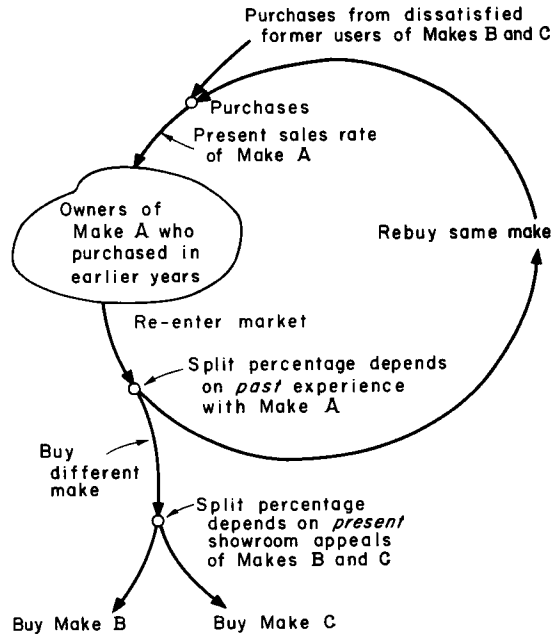 Purchases from dissatisfied
former users of Makes B and C
Purchases
Present sales rate
of Make A
Owners of
Make A who
purchased in
earlier years
Rebuy same make
Re-enter market
Split percentage depends
on past experience
with Make A
Buy
different
make
Split percentage
depends on present
showroom appeals
of Makes B and C
Buy Make B
Buy Make C